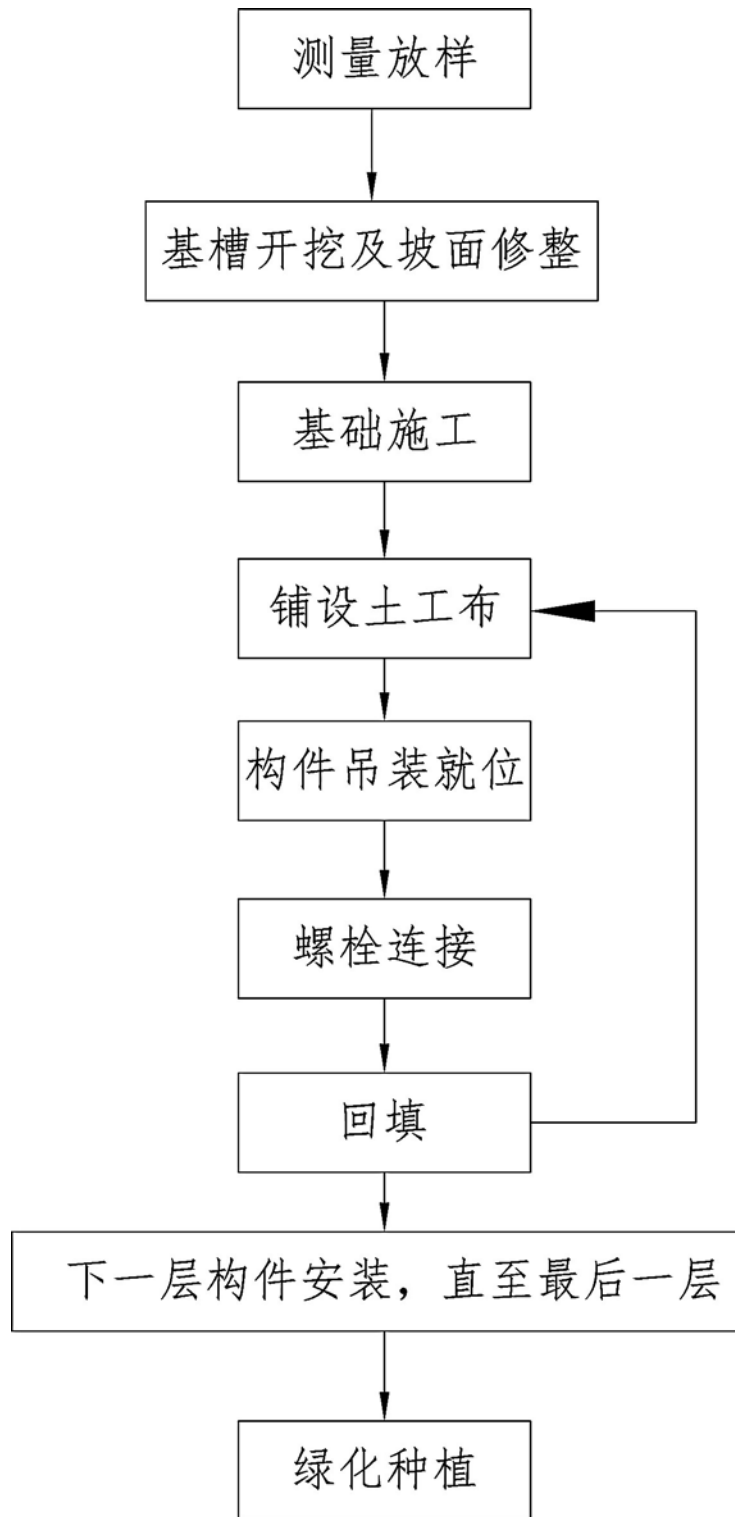 测量放样
基槽开挖及坡面修整
基础施工
铺设土工布
构件吊装就位
螺栓连接
回填
下一层构件安装，直至最后一层
绿化种植